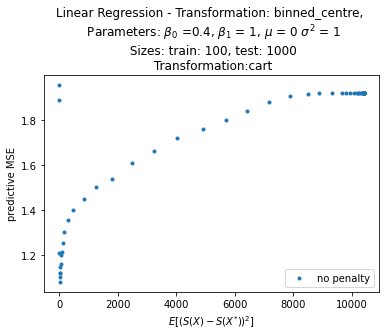 Linear Regression - Transformation: binned_centre,
Parameters: β₀ =0.4, β₁ = 1, μ = 0 σ² = 1
Sizes: train: 100, test: 1000
Transformation:cart
predictive MSE
1.8
1.6
1.4
1.2
no penalty
0 2000 4000 6000 8000 10000
E[(S(X) − S(X*))²]